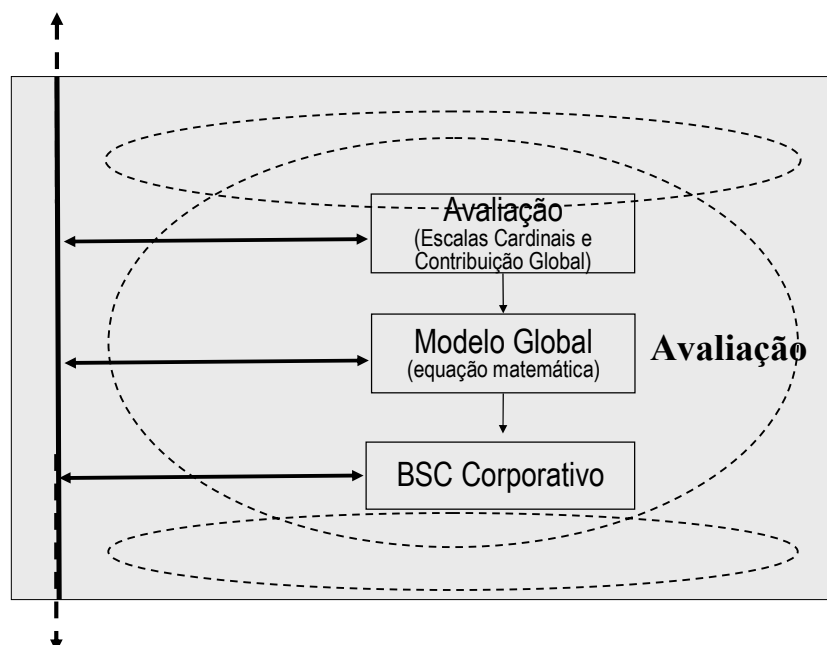 Avaliação
(Escalas Cardinais e
Contribuição Global)
Modelo Global
(equação matemática)
Avaliação
BSC Corporativo